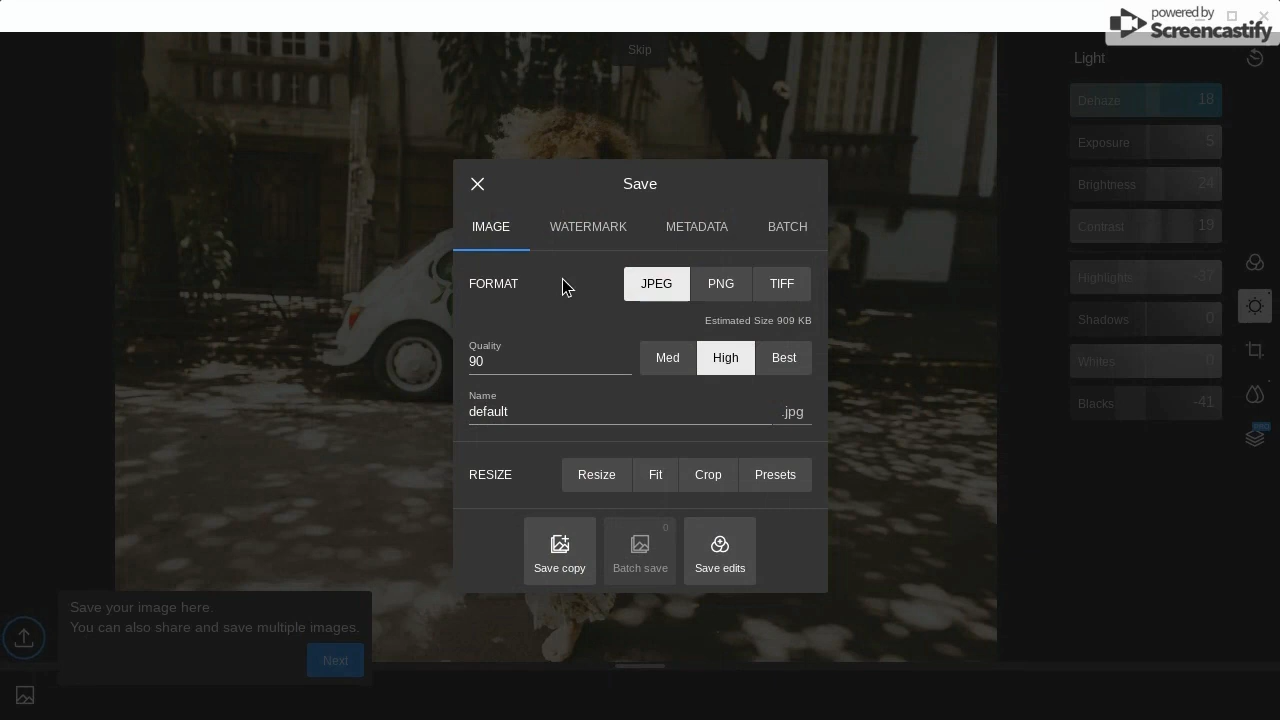 powered by
Screencastify
Skip
Light
Dehaze 18
Exposure 5
Brightness 24
Contrast 19
Highlights -37
Shadows 0
Whites 0
Blacks -41
PRO
Save
IMAGE WATERMARK METADATA BATCH
FORMAT JPEG PNG TIFF
Estimated Size 909 KB
Quality
90 Med High Best
Name
default .jpg
RESIZE Resize Fit Crop Presets
0
Save copy Batch save Save edits
Save your image here.
You can also share and save multiple images.
Next